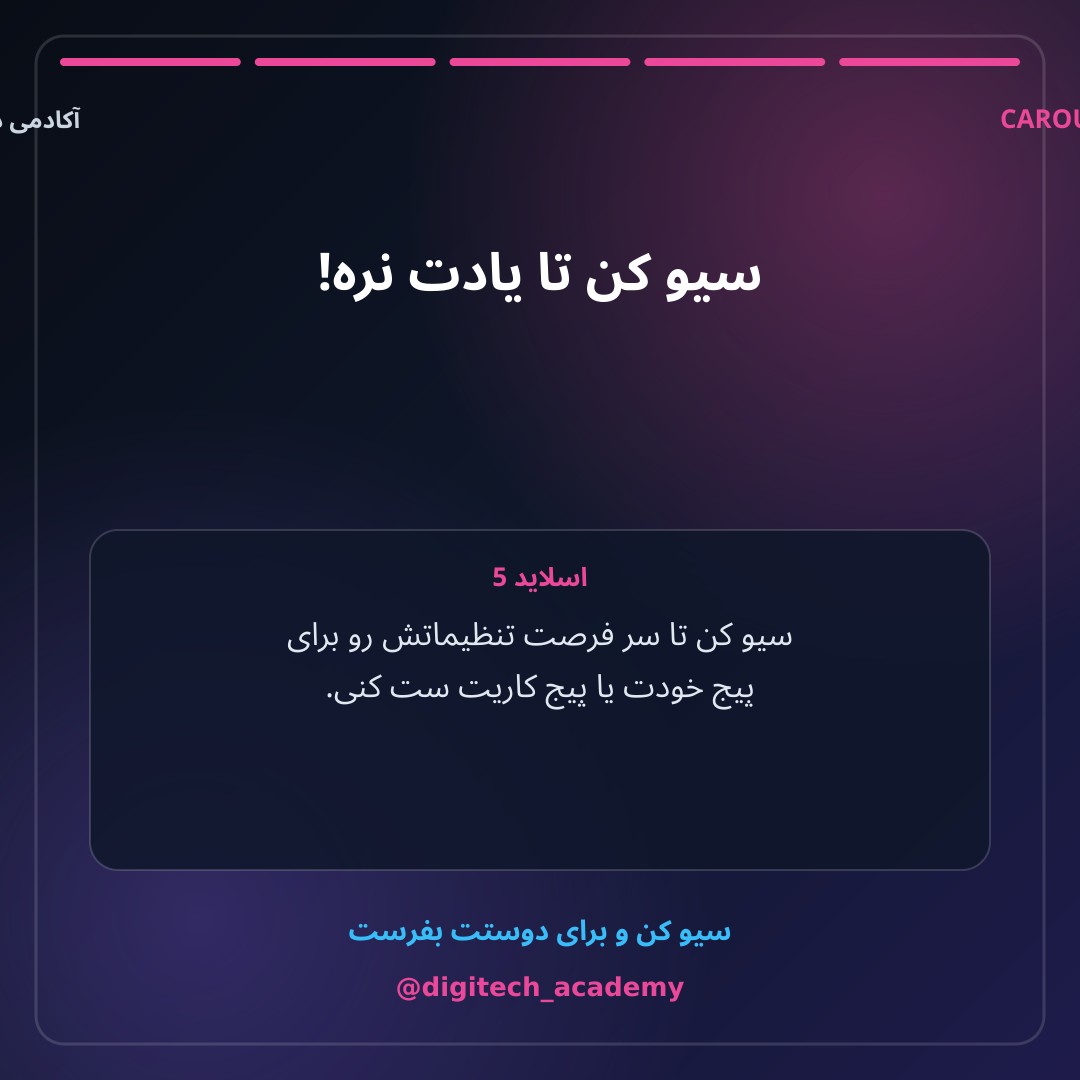 آکادمی
CAROU
سیو کن تا یادت نره!
اسلاید 5
سیو کن تا سر فرصت تنظیماتش رو برای
پیج خودت یا پیج کاریت ست کنی.
سیو کن و برای دوستت بفرست
@digitech_academy